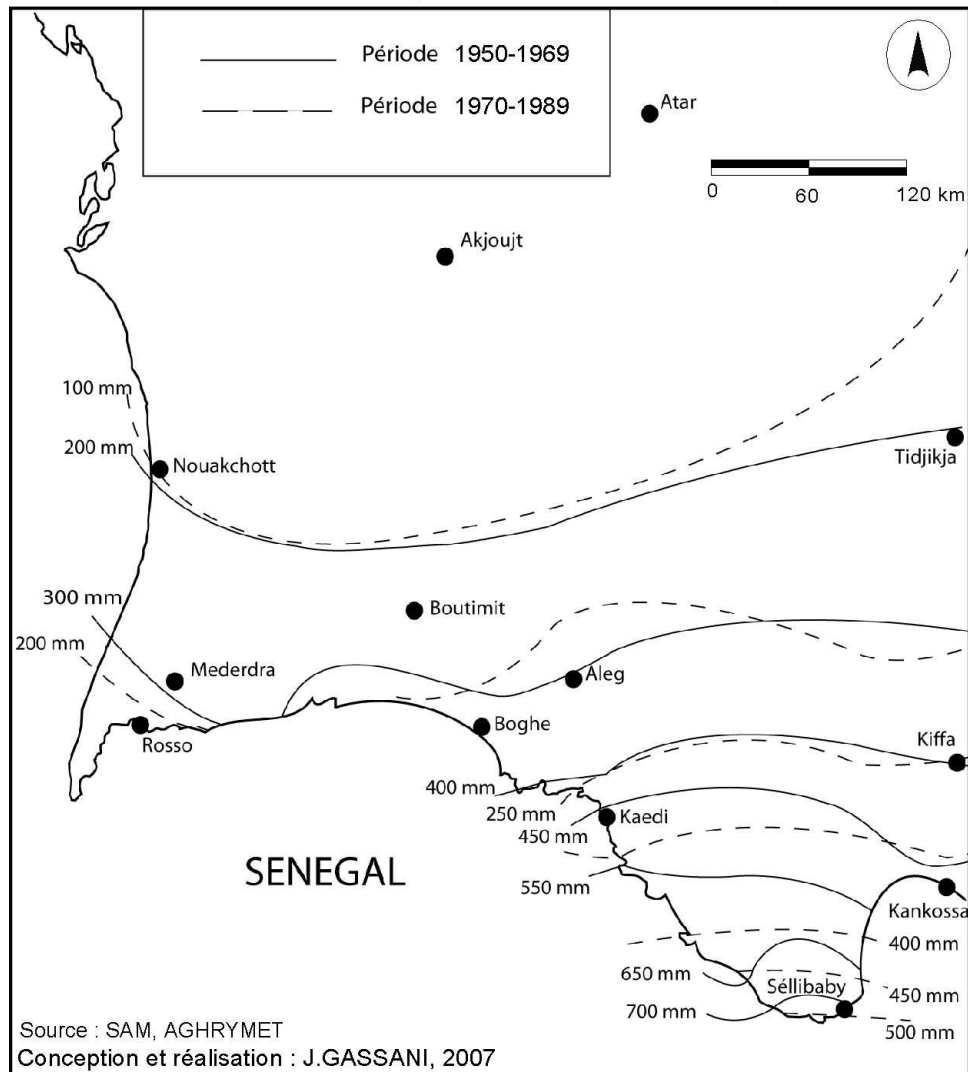 Période 1950-1969
Période 1970-1989
Atar
0 60 120 km
Akjoujt
100 mm
200 mm
Nouakchott
Tidjikja
300 mm
200 mm
Boutimit
Mederdra
Aleg
Rosso
Boghe
Kiffa
400 mm
250 mm
450 mm
Kaedi
550 mm
SENEGAL
Kankossa
400 mm
650 mm
Séllibaby
450 mm
700 mm
500 mm
Source : SAM, AGHRYMET
Conception et réalisation : J.GASSANI, 2007